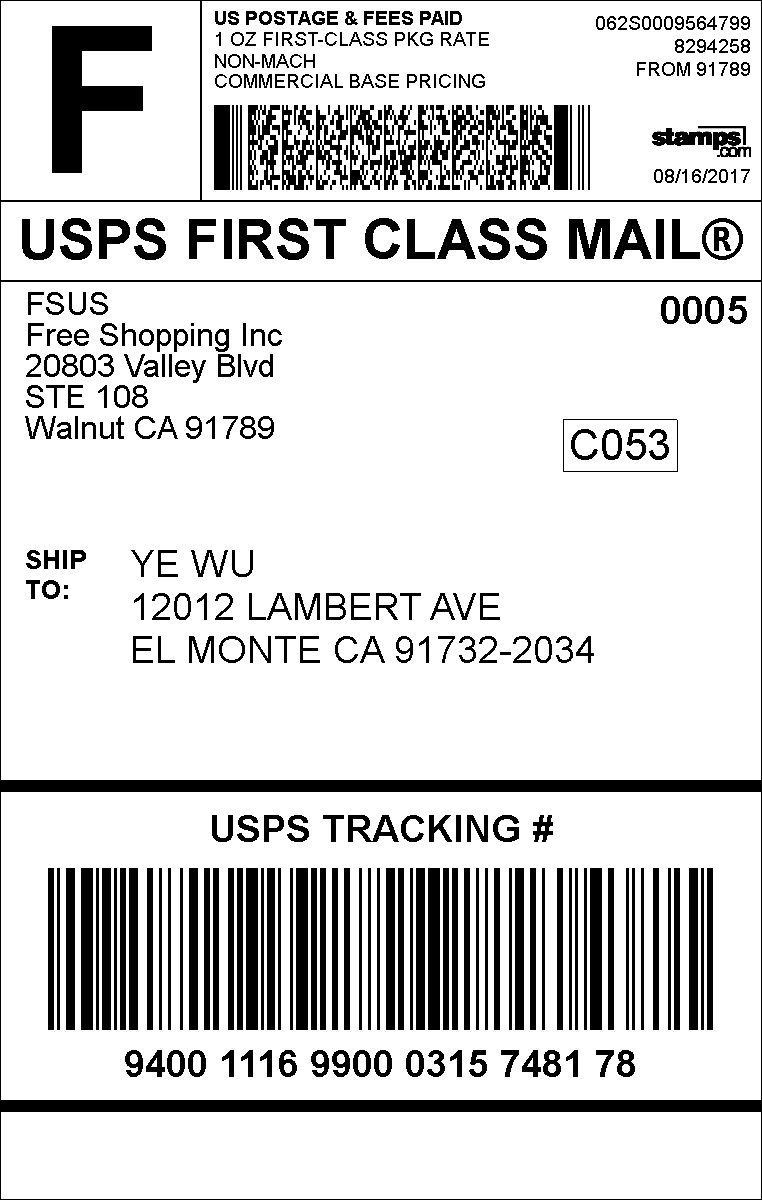 F
US POSTAGE & FEES PAID
1 OZ FIRST-CLASS PKG RATE
NON-MACH
COMMERCIAL BASE PRICING
062S0009564799
8294258
FROM 91789
stamps.com
08/16/2017
USPS FIRST CLASS MAIL®
FSUS
Free Shopping Inc
20803 Valley Blvd
STE 108
Walnut CA 91789
0005
C053
SHIP TO:
YE WU
12012 LAMBERT AVE
EL MONTE CA 91732-2034
USPS TRACKING #
9400 1116 9900 0315 7481 78